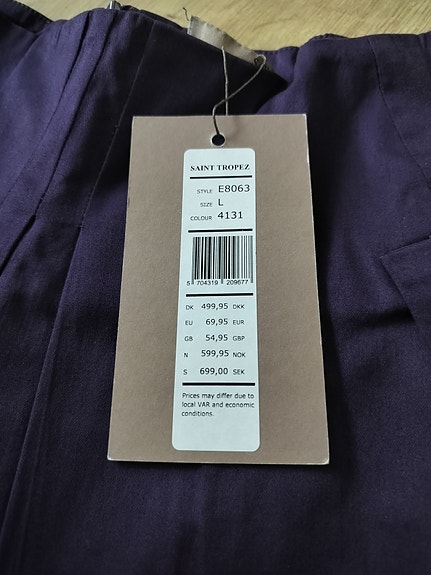 SAINT TROPEZ
STYLE E8063
SIZE L
COLOUR 4131
5 704319 209677
DK 499,95 DKK
EU 69,95 EUR
GB 54,95 GBP
N 599,95 NOK
S 699,00 SEK
Prices may differ due to
local VAR and economic
conditions.